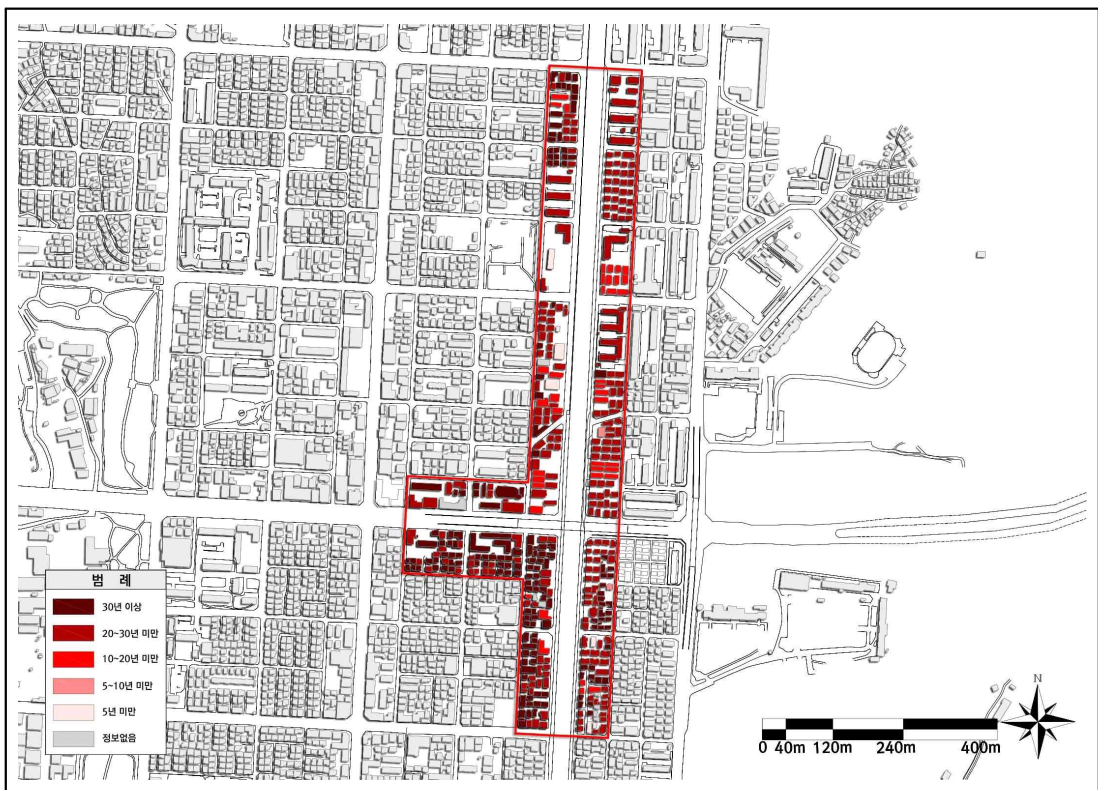 범 례
30년 이상
20~30년 미만
10~20년 미만
5~10년 미만
5년 미만
정보없음
N
0 40m 120m 240m 400m